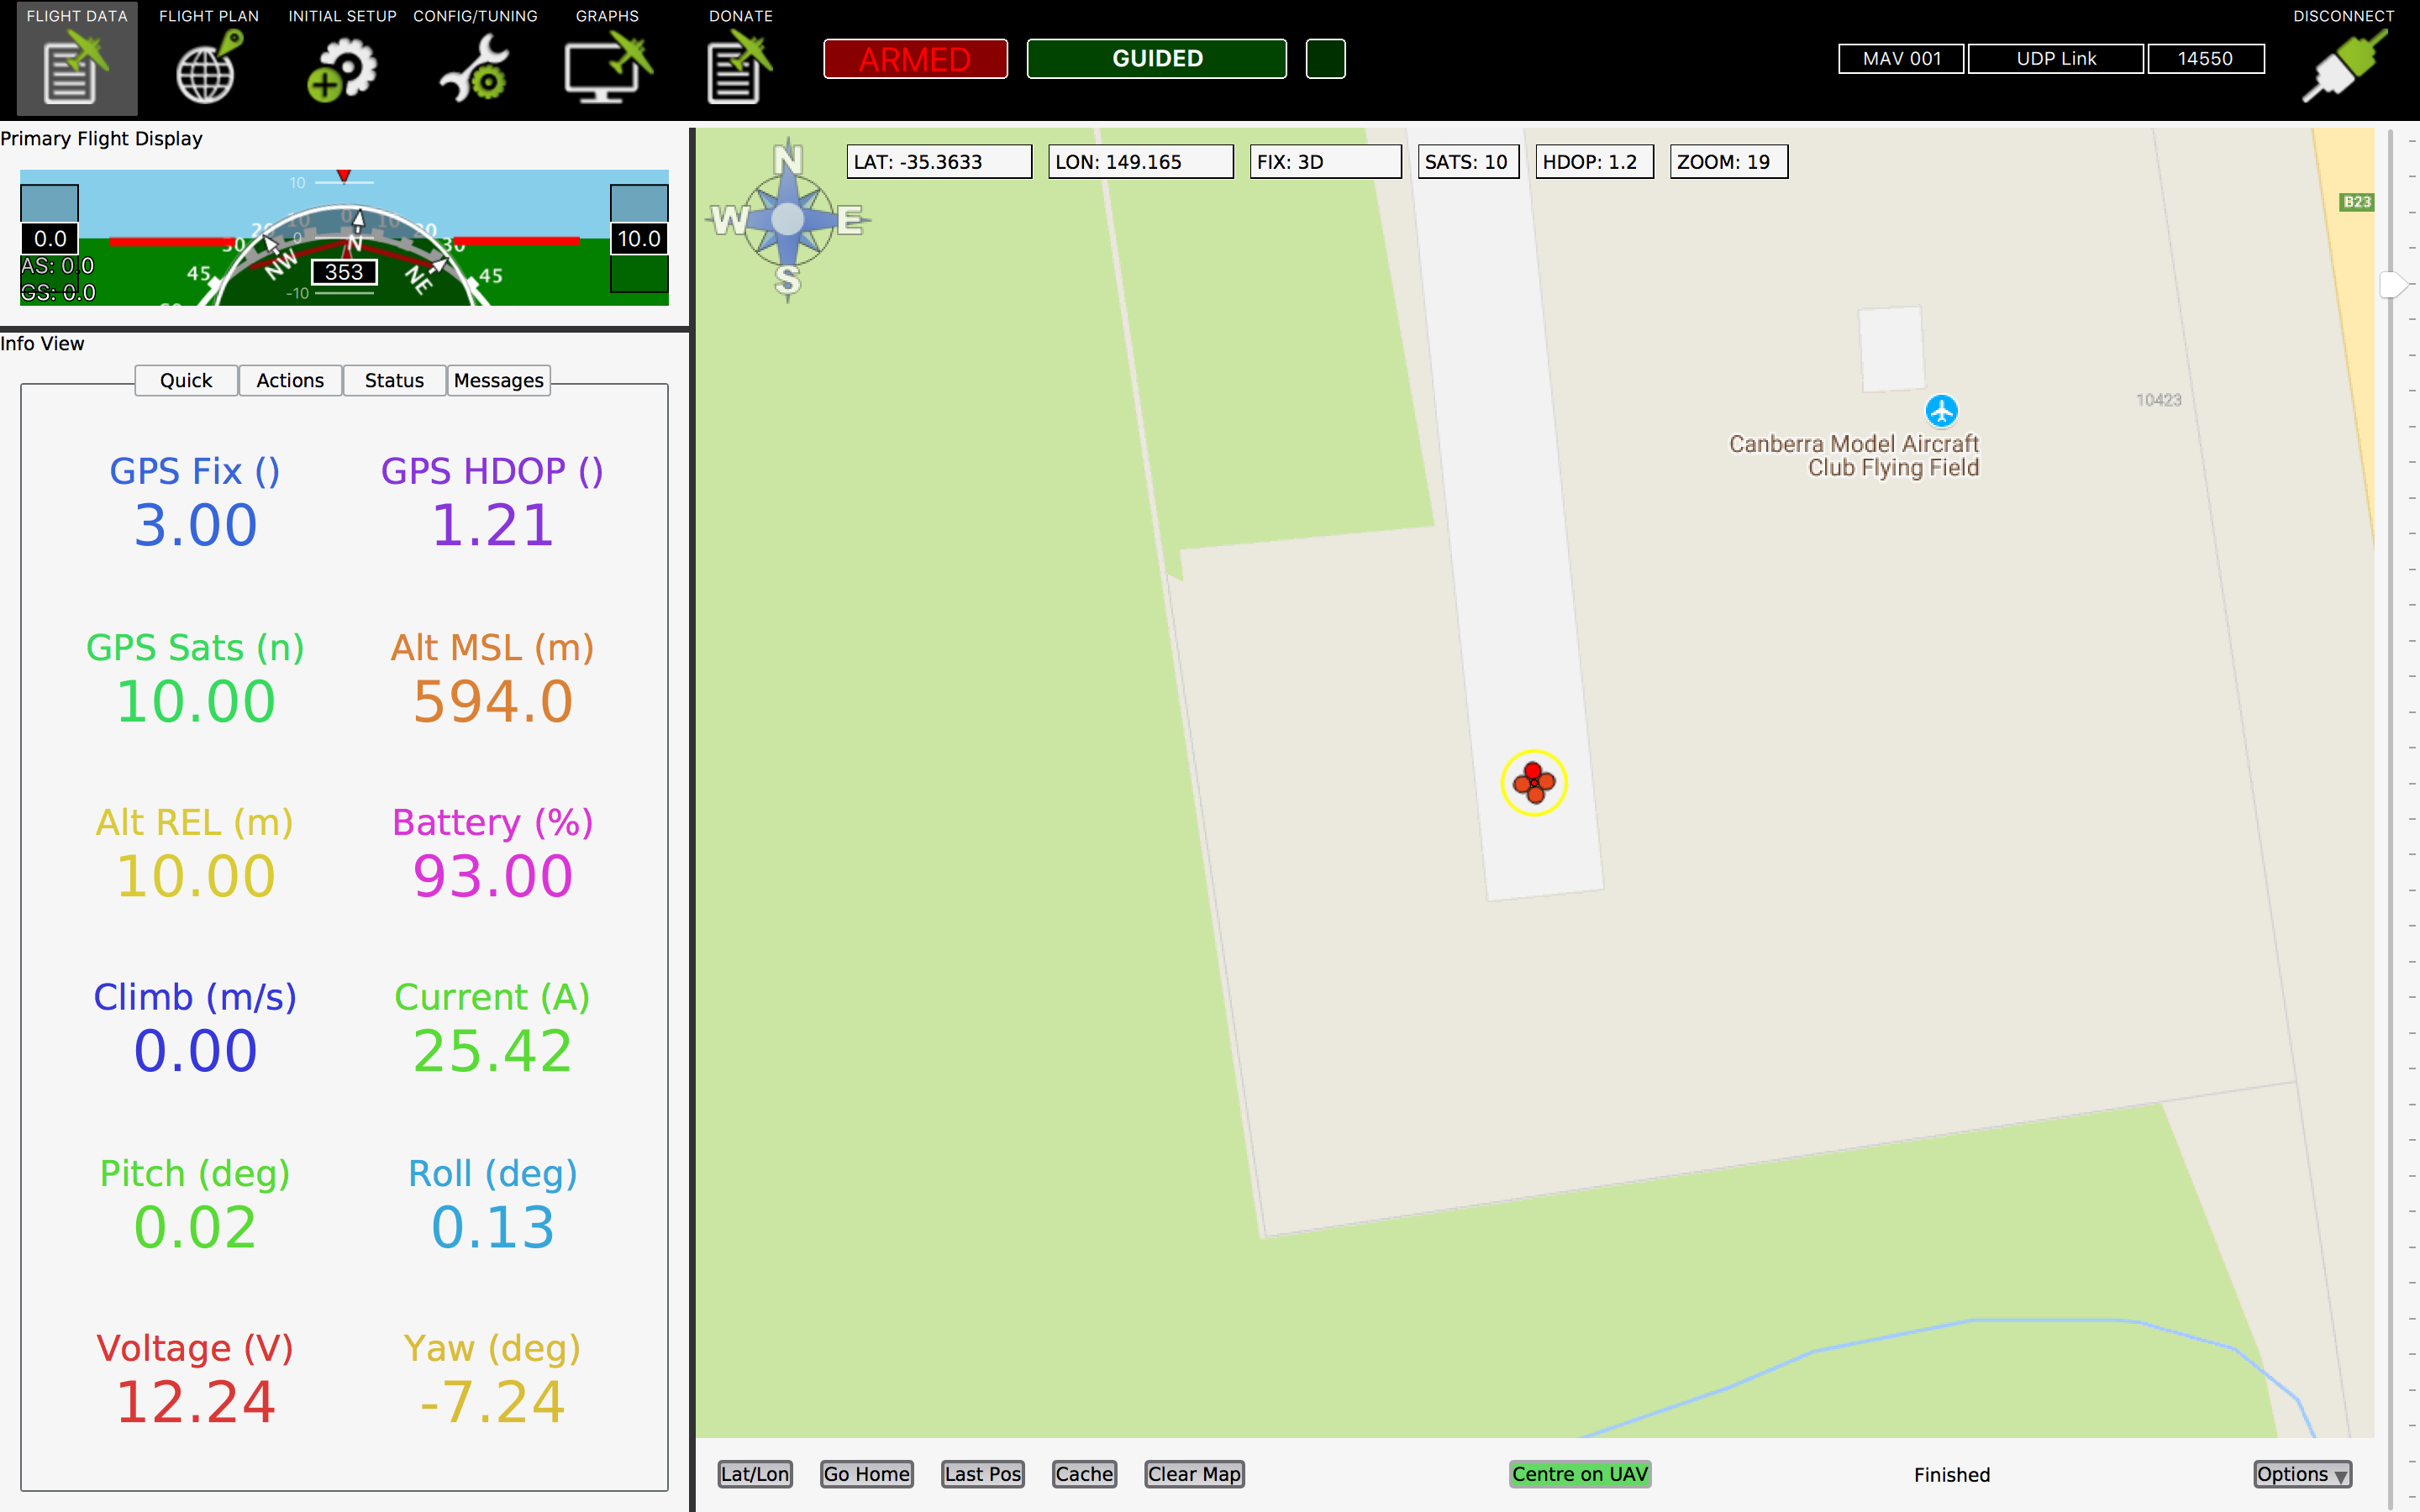 FLIGHT DATA
FLIGHT PLAN
INITIAL SETUP
CONFIG/TUNING
GRAPHS
DONATE
ARMED
GUIDED
MAV 001
UDP Link
14550
DISCONNECT
Primary Flight Display
10
0.0
AS: 0.0
GS: 0.0
20
10
0
10
20
30
0
30
45
NW
N
NE
45
353
-10
10.0
Info View
Quick
Actions
Status
Messages
GPS Fix ()
3.00
GPS HDOP ()
1.21
GPS Sats (n)
10.00
Alt MSL (m)
594.0
Alt REL (m)
10.00
Battery (%)
93.00
Climb (m/s)
0.00
Current (A)
25.42
Pitch (deg)
0.02
Roll (deg)
0.13
Voltage (V)
12.24
Yaw (deg)
-7.24
N
W
E
S
LAT: -35.3633
LON: 149.165
FIX: 3D
SATS: 10
HDOP: 1.2
ZOOM: 19
B23
10423
Canberra Model Aircraft
Club Flying Field
Lat/Lon
Go Home
Last Pos
Cache
Clear Map
Centre on UAV
Finished
Options